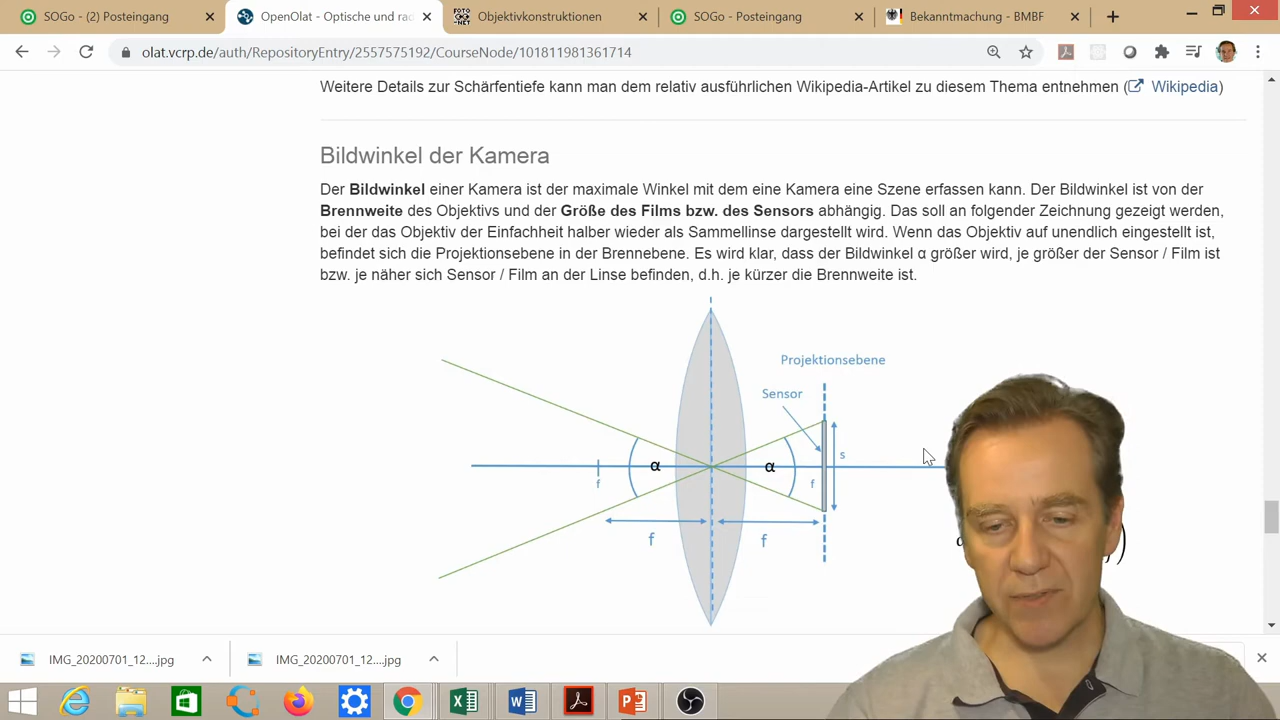 SOGo - (2) Posteingang
OpenOlat - Optische und rad
Objektivkonstruktionen
SOGo - Posteingang
Bekanntmachung - BMBF
olat.vcrp.de/auth/RepositoryEntry/2557575192/CourseNode/101811981361714
Weitere Details zur Schärfentiefe kann man dem relativ ausführlichen Wikipedia-Artikel zu diesem Thema entnehmen ( Wikipedia)
Bildwinkel der Kamera
Der Bildwinkel einer Kamera ist der maximale Winkel mit dem eine Kamera eine Szene erfassen kann. Der Bildwinkel ist von der
Brennweite des Objektivs und der Größe des Films bzw. des Sensors abhängig. Das soll an folgender Zeichnung gezeigt werden,
bei der das Objektiv der Einfachheit halber wieder als Sammellinse dargestellt wird. Wenn das Objektiv auf unendlich eingestellt ist,
befindet sich die Projektionsebene in der Brennebene. Es wird klar, dass der Bildwinkel α größer wird, je größer der Sensor / Film ist
bzw. je näher sich Sensor / Film an der Linse befinden, d.h. je kürzer die Brennweite ist.
Projektionsebene
Sensor
α α s
f f
f f
IMG_20200701_12....jpg
IMG_20200701_12....jpg